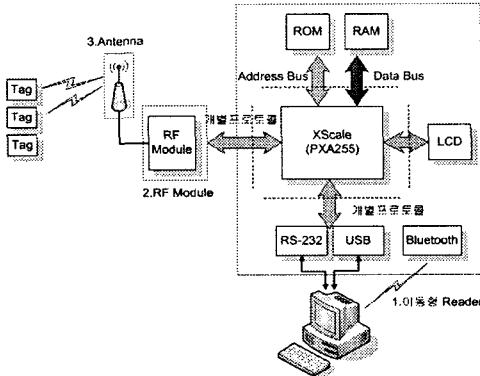 3.Antenna
ROM
RAM
Address Bus
Data Bus
Tag
Tag
Tag
RF
Module
개별프로토콜
XScale
(PXA255)
LCD
2.RF Module
개별프로토콜
RS-232
USB
Bluetooth
1.이동형 Reader